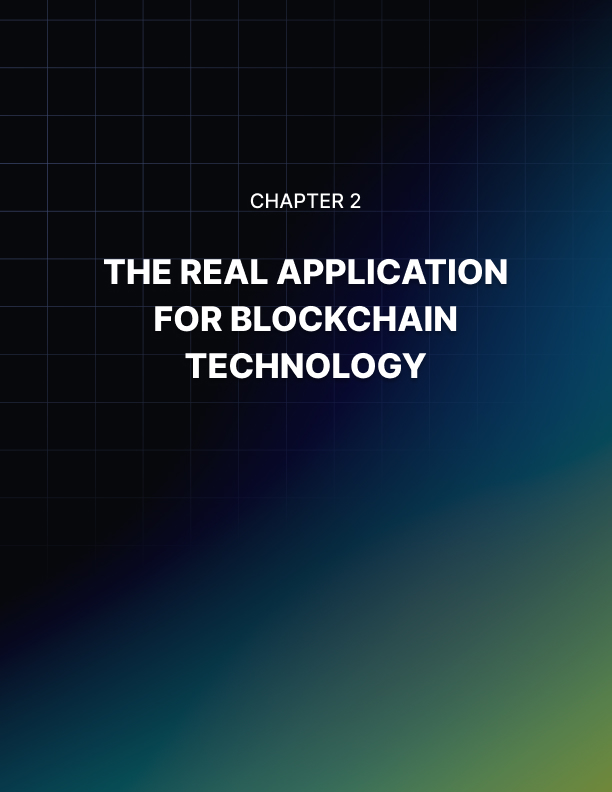 CHAPTER 2
THE REAL APPLICATION
FOR BLOCKCHAIN
TECHNOLOGY